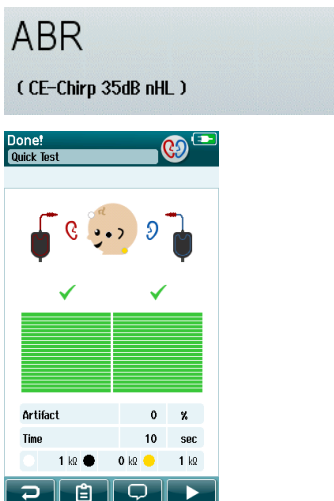 ABR
( CE-Chirp 35dB nHL )
Done!
Quick Test
Artifact 0 %
Time 10 sec
1 kΩ 0 kΩ 1 kΩ